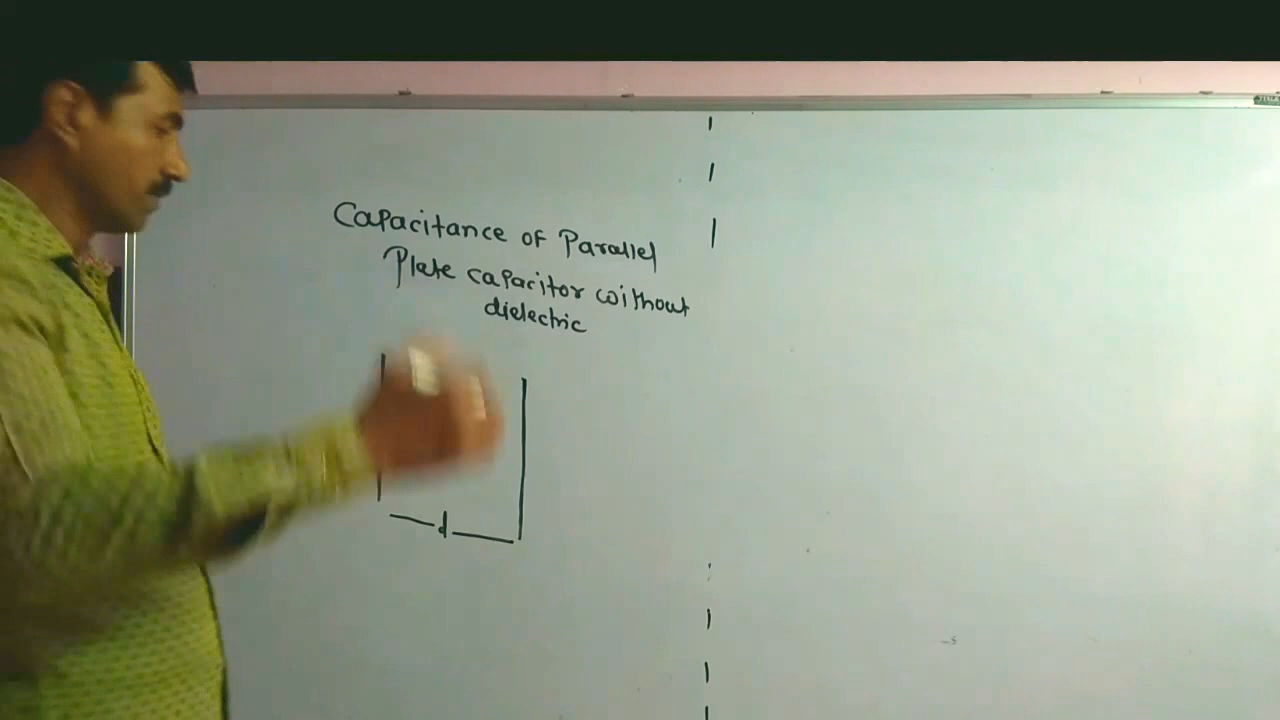 Capacitance of Parallel
Plate capacitor without
dielectric
d